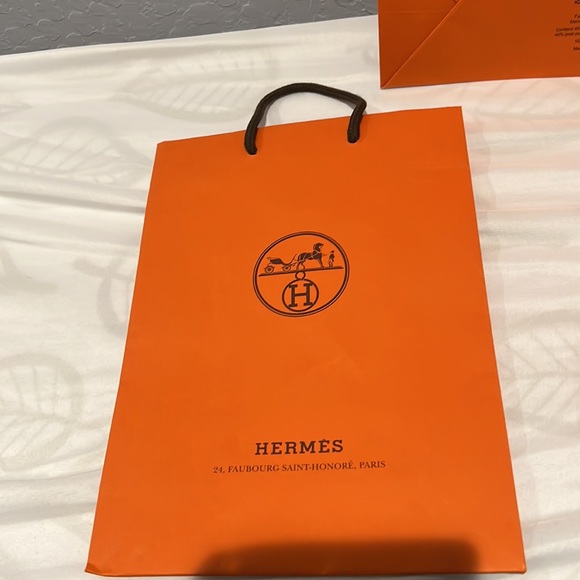 H
HERMÈS
24, FAUBOURG SAINT-HONORÉ, PARIS